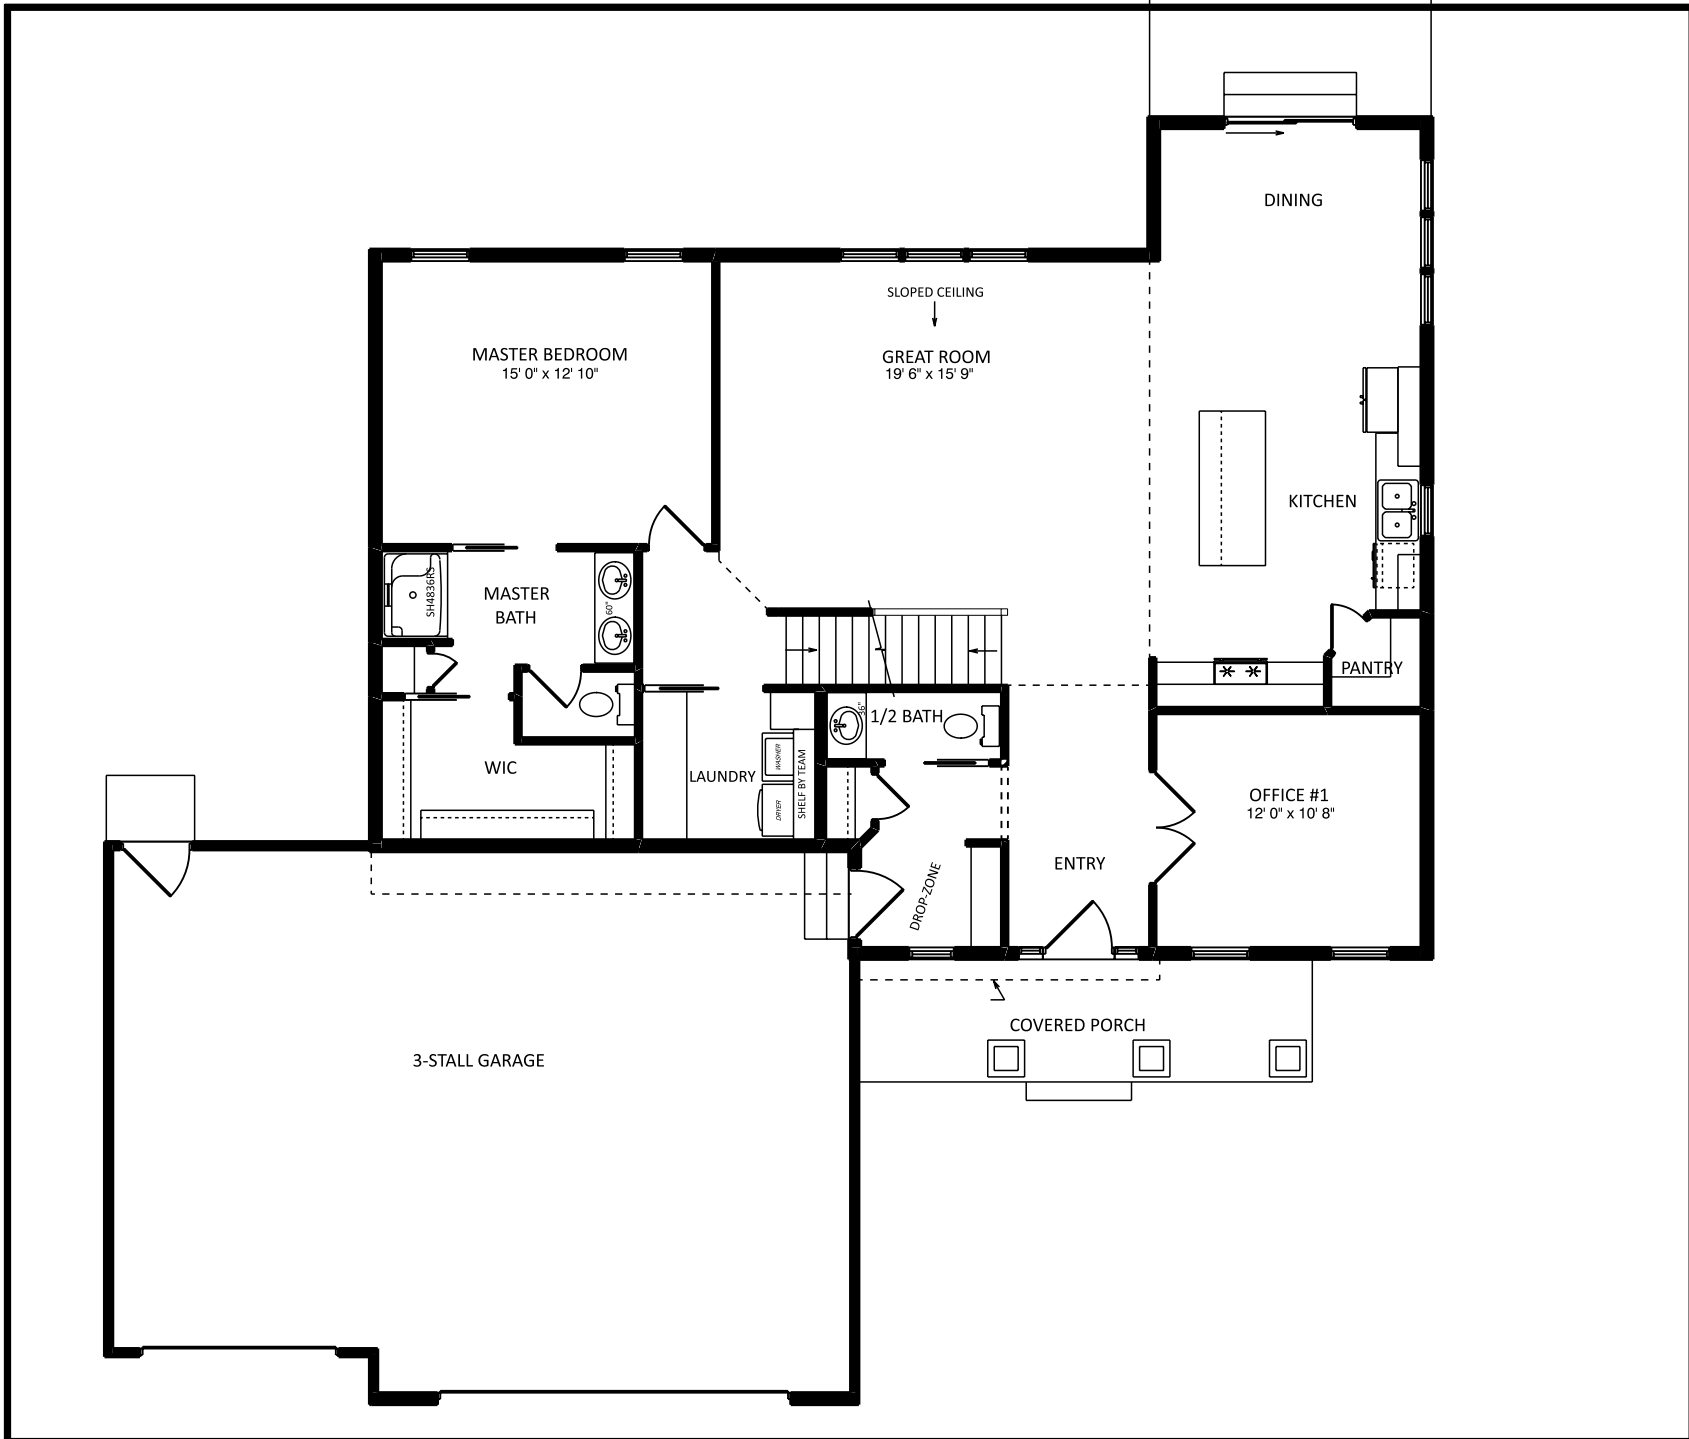 DINING
SLOPED CEILING
MASTER BEDROOM
15' 0" x 12' 10"
GREAT ROOM
19' 6" x 15' 9"
KITCHEN
SH4836RS
MASTER
BATH
60"
PANTRY
36"
1/2 BATH
WIC
LAUNDRY
WASHER
DRYER
SHELF BY TEAM
OFFICE #1
12' 0" x 10' 8"
ENTRY
DROP-ZONE
COVERED PORCH
3-STALL GARAGE